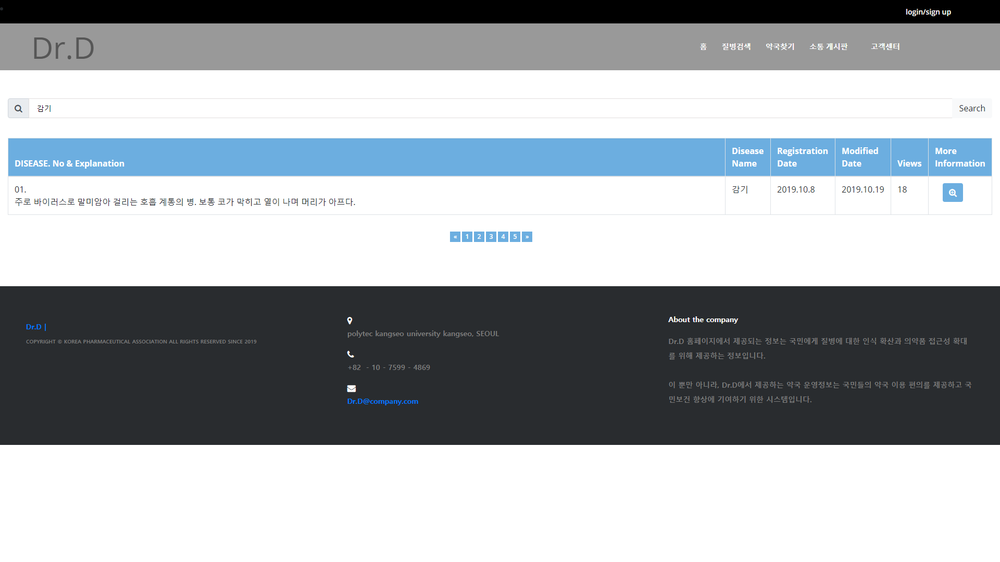 login/sign up
Dr.D
홈 질병검색 약국찾기 소통 게시판 고객센터
감기 Search
DISEASE. No & Explanation Disease Name Registration Date Modified Date Views More Information
01. 감기 2019.10.8 2019.10.19 18
주로 바이러스로 말미암아 걸리는 호흡 계통의 병. 보통 코가 막히고 열이 나며 머리가 아프다.
« 1 2 3 4 5 »
Dr.D |
COPYRIGHT © KOREA PHARMACEUTICAL ASSOCIATION ALL RIGHTS RESERVED SINCE 2019
polytec kangseo university kangseo, SEOUL
+82 - 10 - 7599 - 4869
Dr.D@company.com
About the company
Dr.D 홈페이지에서 제공되는 정보는 국민에게 질병에 대한 인식 확산과 의약품 접근성 확대
를 위해 제공하는 정보입니다.
이 뿐만 아니라, Dr.D에서 제공하는 약국 운영정보는 국민들의 약국 이용 편의를 제공하고 국
민보건 향상에 기여하기 위한 시스템입니다.